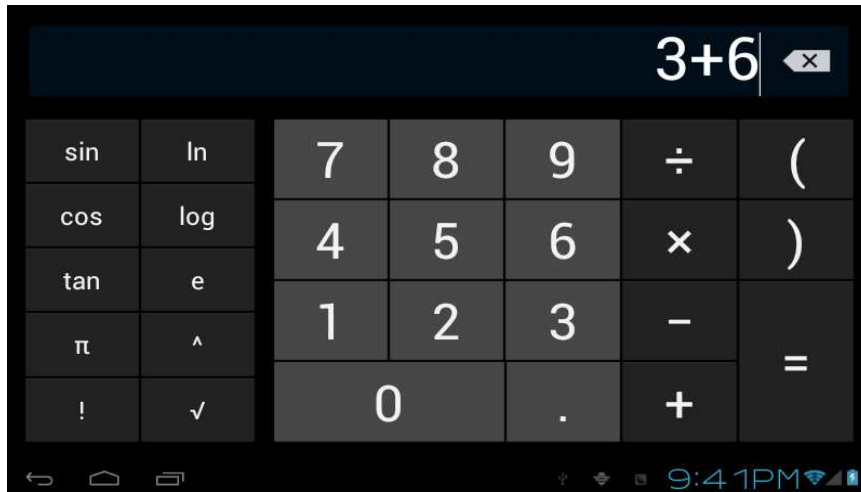 3+6
sin ln 7 8 9 ÷ (
cos log 4 5 6 × )
tan e 1 2 3 −
π ^ =
! √ 0 . +
9:41PM